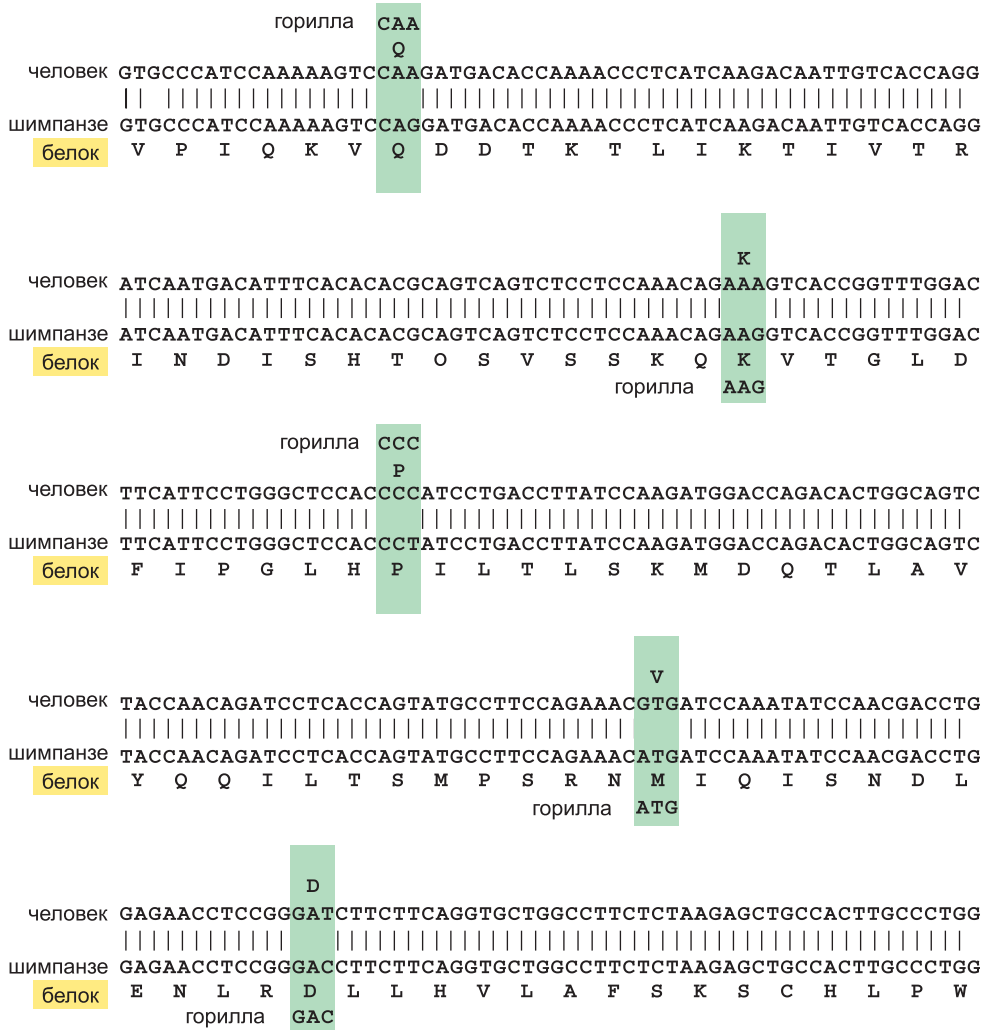 горилла CAA
Q
человек GTGCCCATCCAAAAAGTCCAAGATGACACCAAAACCCTCATCAAGACAATTGTCACCAGG
шимпанзе GTGCCCATCCAAAAAGTCCAGGATGACACCAAAACCCTCATCAAGACAATTGTCACCAGG
белок V P I Q K V Q D D T K T L I K T I V T R
K
человек ATCAATGACATTTCACACACGCAGTCAGTCTCCTCCAAACAGAAAGTCACCGGTTTGGAC
шимпанзе ATCAATGACATTTCACACACGCAGTCAGTCTCCTCCAAACAGAAGGTCACCGGTTTGGAC
белок I N D I S H T O S V S S K Q K V T G L D
горилла AAG
горилла CCC
P
человек TTCATTCCTGGGCTCCACCCCATCCTGACCTTATCCAAGATGGACCAGACACTGGCAGTC
шимпанзе TTCATTCCTGGGCTCCACCCTATCCTGACCTTATCCAAGATGGACCAGACACTGGCAGTC
белок F I P G L H P I L T L S K M D Q T L A V
V
человек TACCAACAGATCCTCACCAGTATGCCTTCCAGAAACGTGATCCAAATATCCAACGACCTG
шимпанзе TACCAACAGATCCTCACCAGTATGCCTTCCAGAAACATGATCCAAATATCCAACGACCTG
белок Y Q Q I L T S M P S R N M I Q I S N D L
горилла ATG
D
человек GAGAACCTCCGGGATCTTCTTCAGGTGCTGGCCTTCTCTAAGAGCTGCCACTTGCCCTGG
шимпанзе GAGAACCTCCGGGACCTTCTTCAGGTGCTGGCCTTCTCTAAGAGCTGCCACTTGCCCTGG
белок E N L R D L L H V L A F S K S C H L P W
горилла GAC